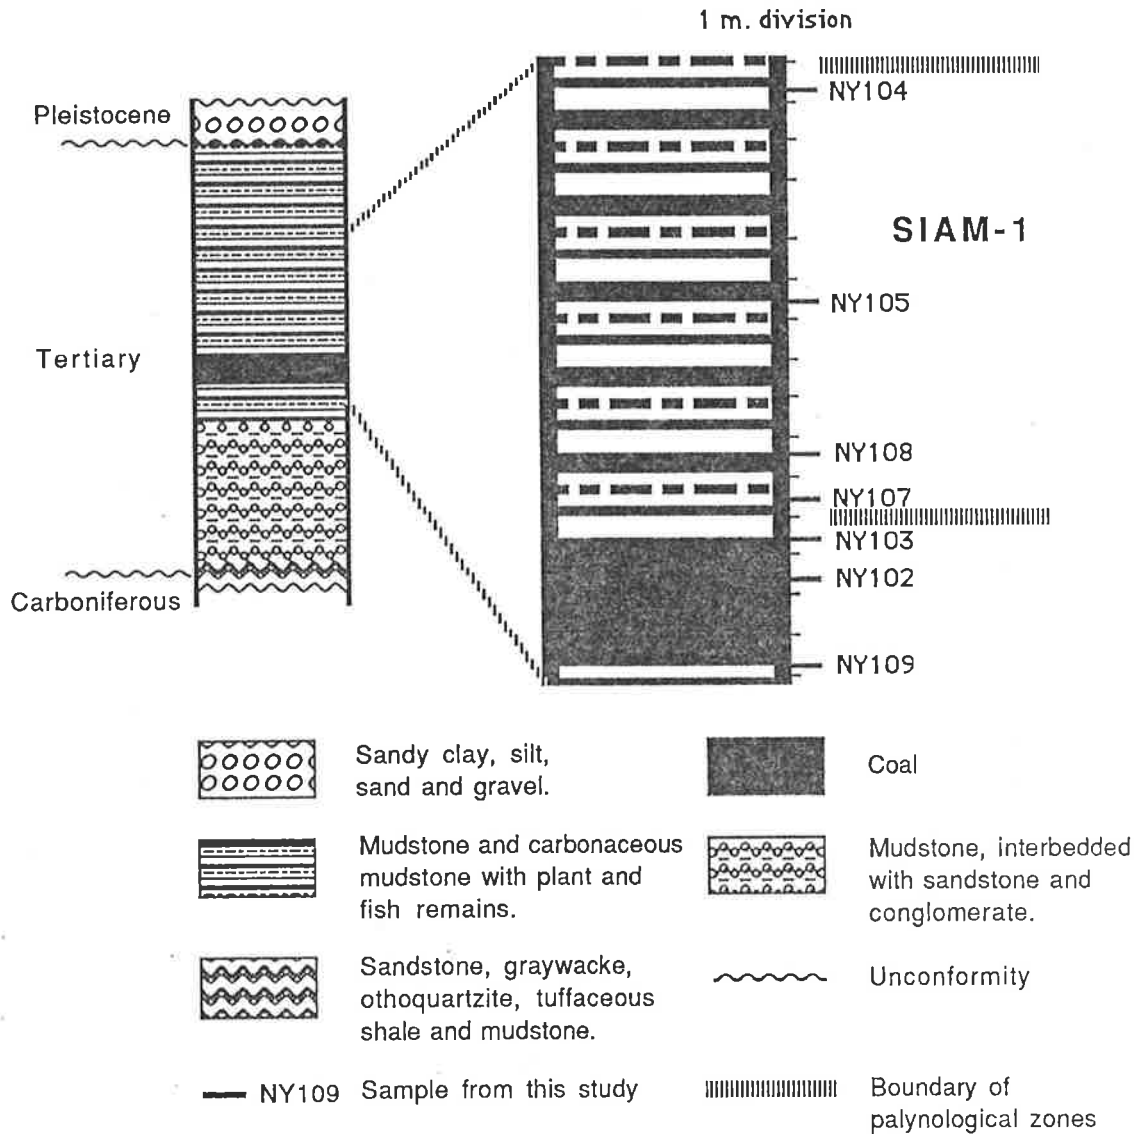 1 m. division
Pleistocene
Tertiary
Carboniferous
NY104
SIAM-1
NY105
NY108
NY107
NY103
NY102
NY109
Sandy clay, silt,
sand and gravel.
Coal
Mudstone and carbonaceous
mudstone with plant and
fish remains.
Mudstone, interbedded
with sandstone and
conglomerate.
Sandstone, graywacke,
othoquartzite, tuffaceous
shale and mudstone.
Unconformity
NY109 Sample from this study
Boundary of
palynological zones